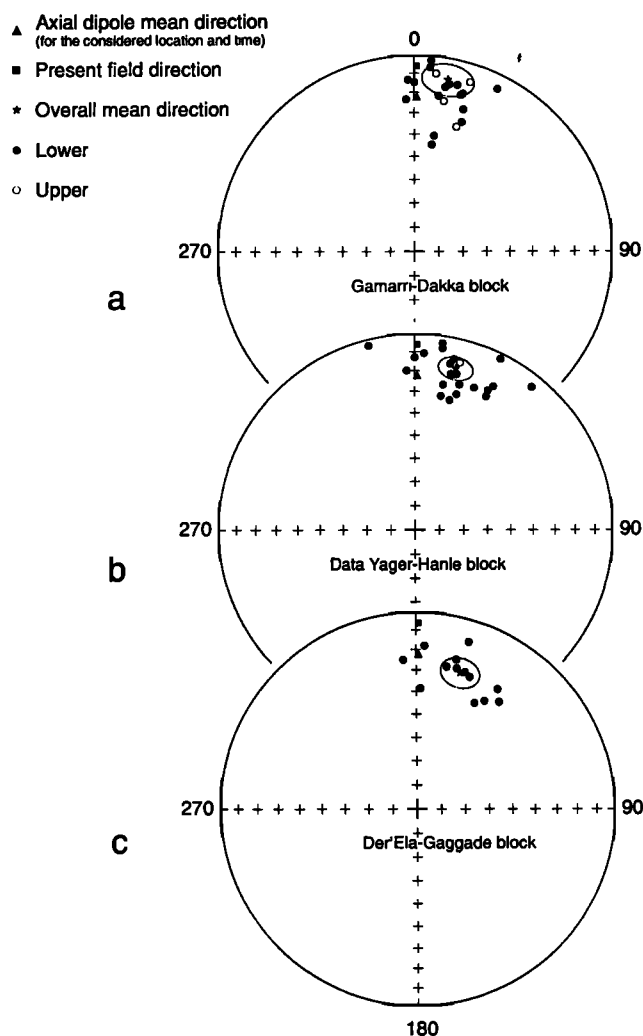 Axial dipole mean direction
(for the considered location and time)
Present field direction
Overall mean direction
Lower
Upper
0
270
90
a
Gamarri-Dakka block
270
90
b
Data Yager-Hanle block
270
90
c
Der'Ela-Gaggade block
180